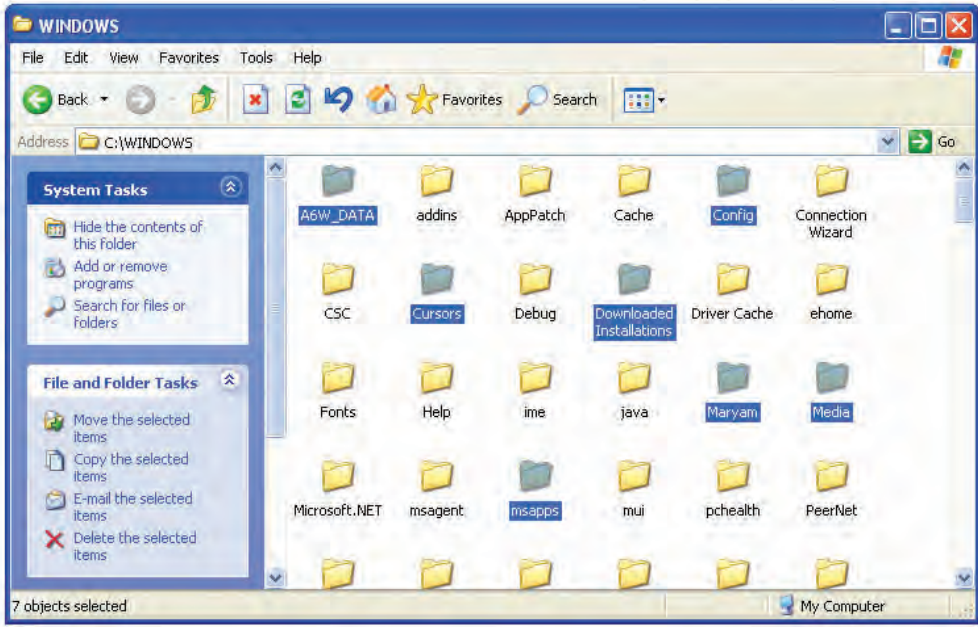 WINDOWS
File Edit View Favorites Tools Help
Back Favorites Search
Address C:\WINDOWS Go
System Tasks
Hide the contents of
this folder
Add or remove
programs
Search for files or
folders
File and Folder Tasks
Move the selected
items
Copy the selected
items
E-mail the selected
items
Delete the selected
items
A6W_DATA addins AppPatch Cache Config Connection
Wizard
CSC Cursors Debug Downloaded
Installations Driver Cache ehome
Fonts Help ime java Maryam Media
Microsoft.NET msagent msapps mui pchealth PeerNet
7 objects selected My Computer